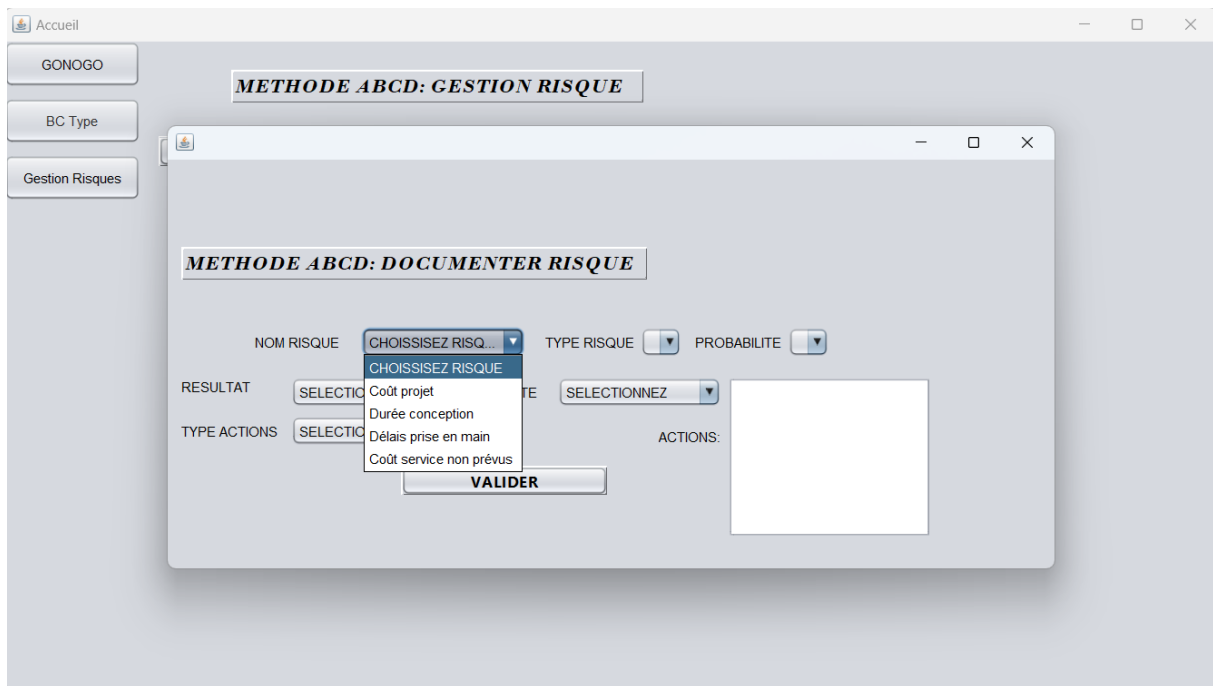 Accueil
GONOGO
METHODE ABCD: GESTION RISQUE
BC Type
Gestion Risques
METHODE ABCD: DOCUMENTER RISQUE
NOM RISQUE CHOISSISEZ RISQ... TYPE RISQUE PROBABILITE
CHOISSISEZ RISQUE
Coût projet
Durée conception
Délais prise en main
Coût service non prévus
RESULTAT SELECTIO TE SELECTIONNEZ
TYPE ACTIONS SELECTIO ACTIONS:
VALIDER